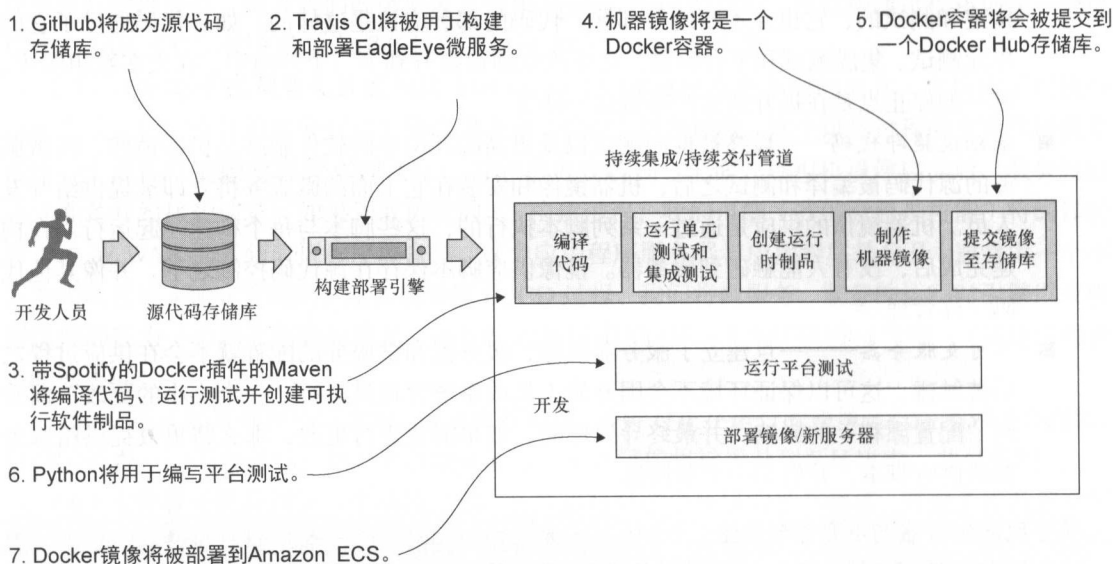 1. GitHub将成为源代码
存储库。
2. Travis CI将被用于构建
和部署EagleEye微服务。
4. 机器镜像将是一个
Docker容器。
5. Docker容器将会被提交到
一个Docker Hub存储库。
持续集成/持续交付管道
编译
代码
运行单元
测试和
集成测试
创建运行
时制品
制作
机器镜像
提交镜像
至存储库
开发人员
源代码存储库
构建部署引擎
3. 带Spotify的Docker插件的Maven
将编译代码、运行测试并创建可执
行软件制品。
运行平台测试
开发
部署镜像/新服务器
6. Python将用于编写平台测试。
7. Docker镜像将被部署到Amazon ECS。